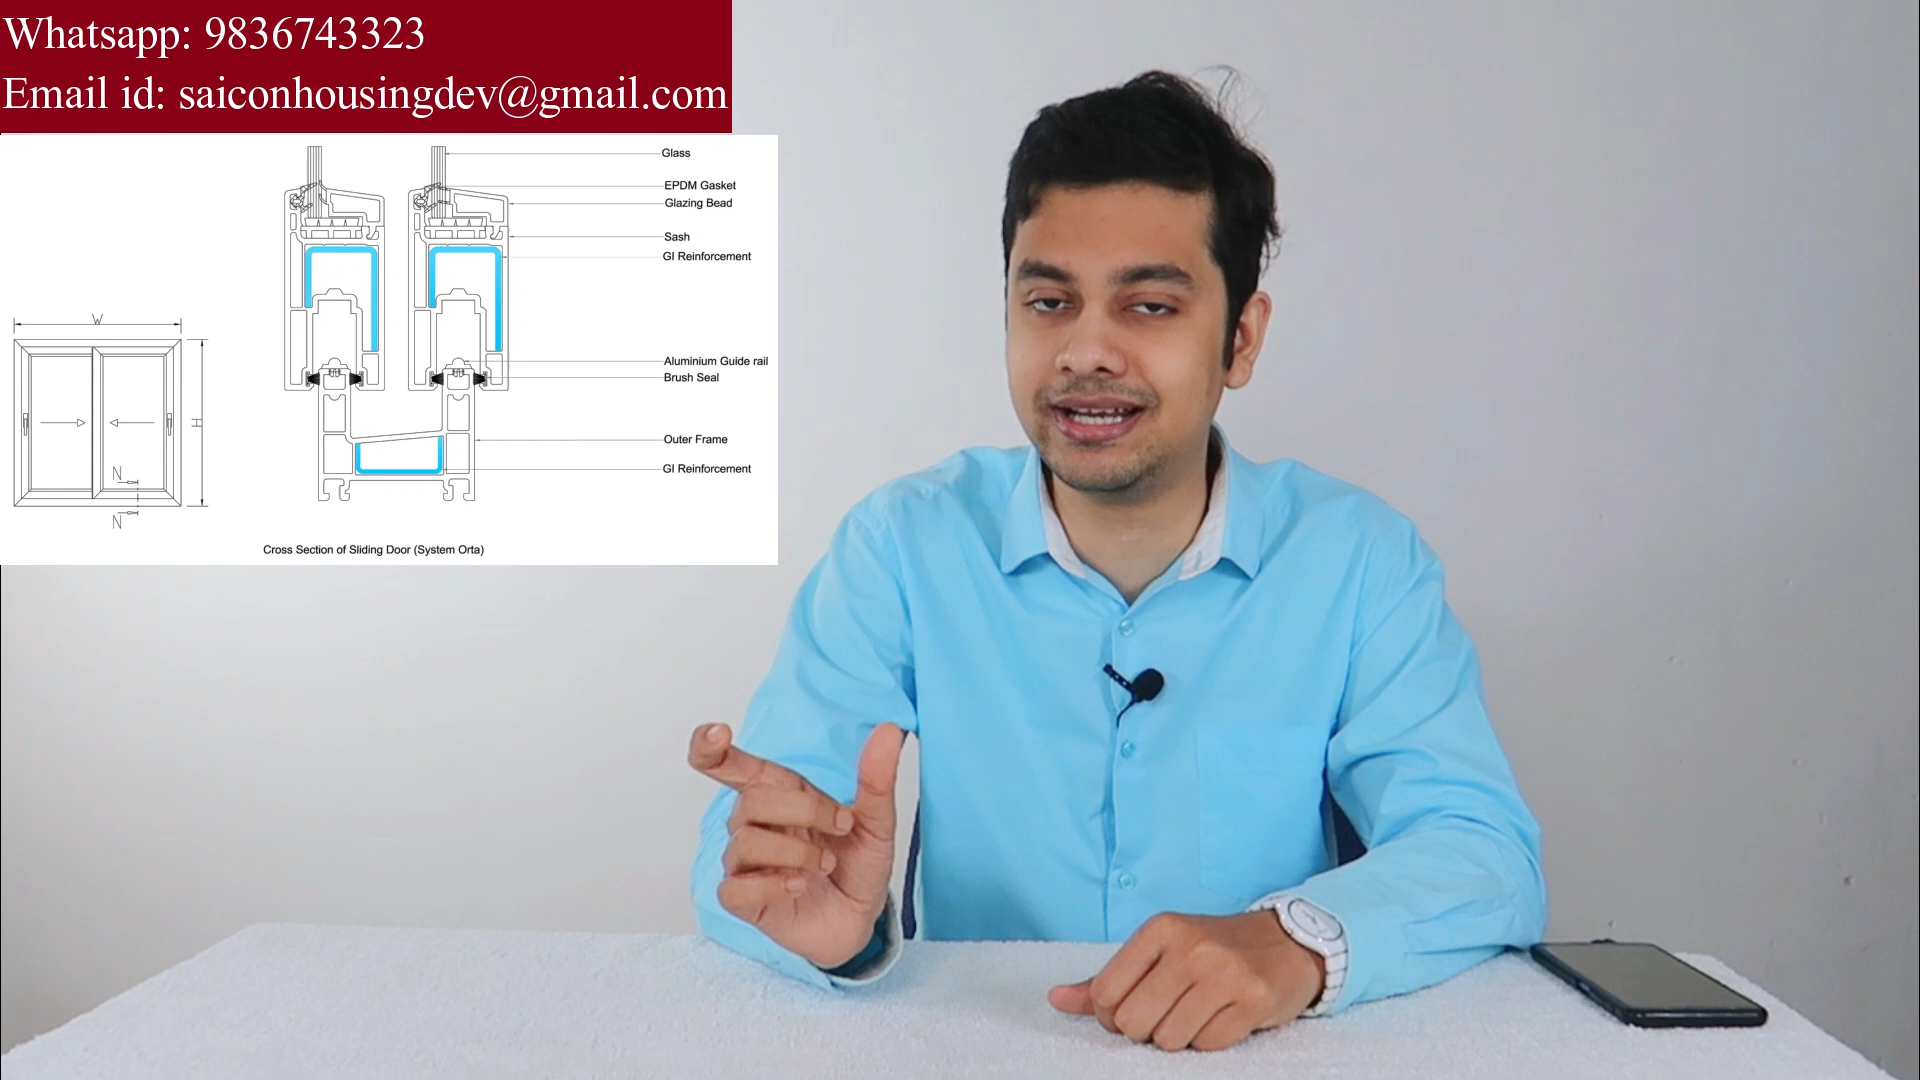 Whatsapp: 9836743323
Email id: saiconhousingdev@gmail.com
Glass
EPDM Gasket
Glazing Bead
Sash
GI Reinforcement
Aluminium Guide rail
Brush Seal
Outer Frame
GI Reinforcement
W
H
N
N
Cross Section of Sliding Door (System Orta)